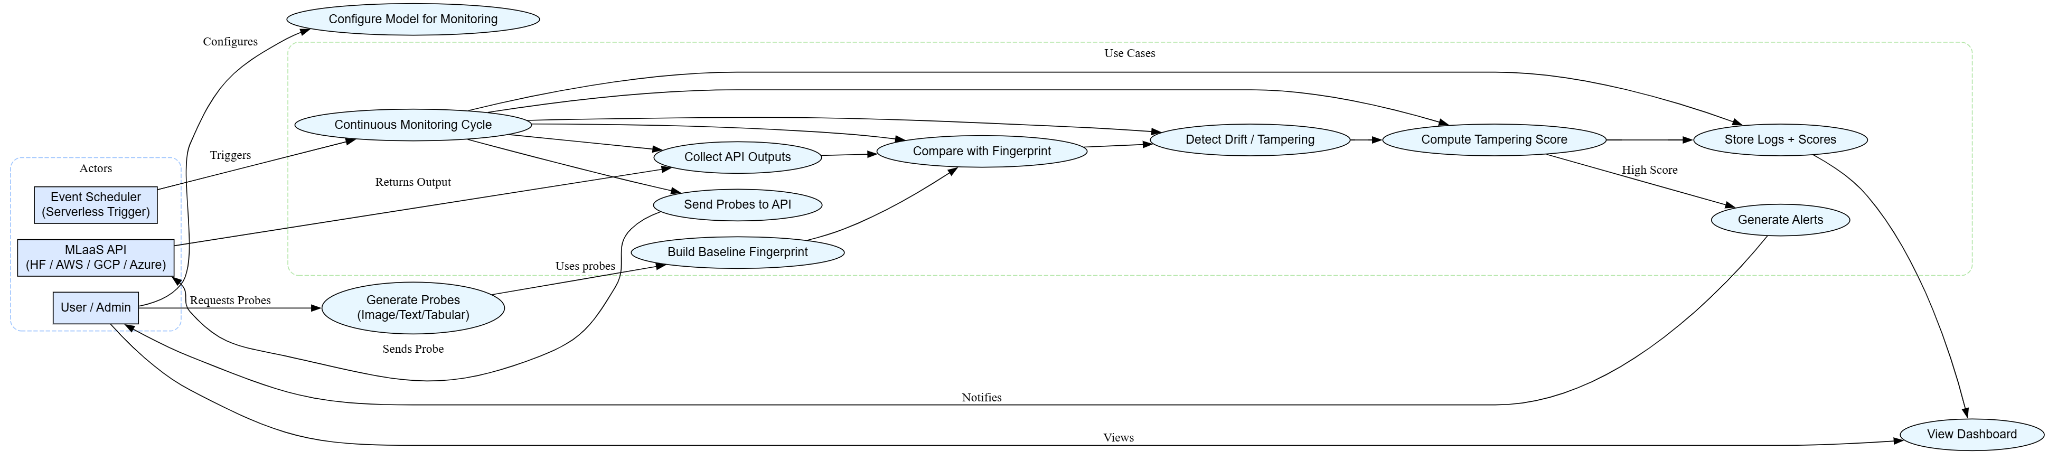 Configure Model for Monitoring
Configures
Use Cases
Continuous Monitoring Cycle
Triggers
Actors
Event Scheduler
(Serverless Trigger)
Collect API Outputs
Compare with Fingerprint
Detect Drift / Tampering
Compute Tampering Score
Store Logs + Scores
Returns Output
High Score
Send Probes to API
Generate Alerts
MLaaS API
(HF / AWS / GCP / Azure)
Build Baseline Fingerprint
Uses probes
User / Admin
Requests Probes
Generate Probes
(Image/Text/Tabular)
Sends Probe
Notifies
Views
View Dashboard